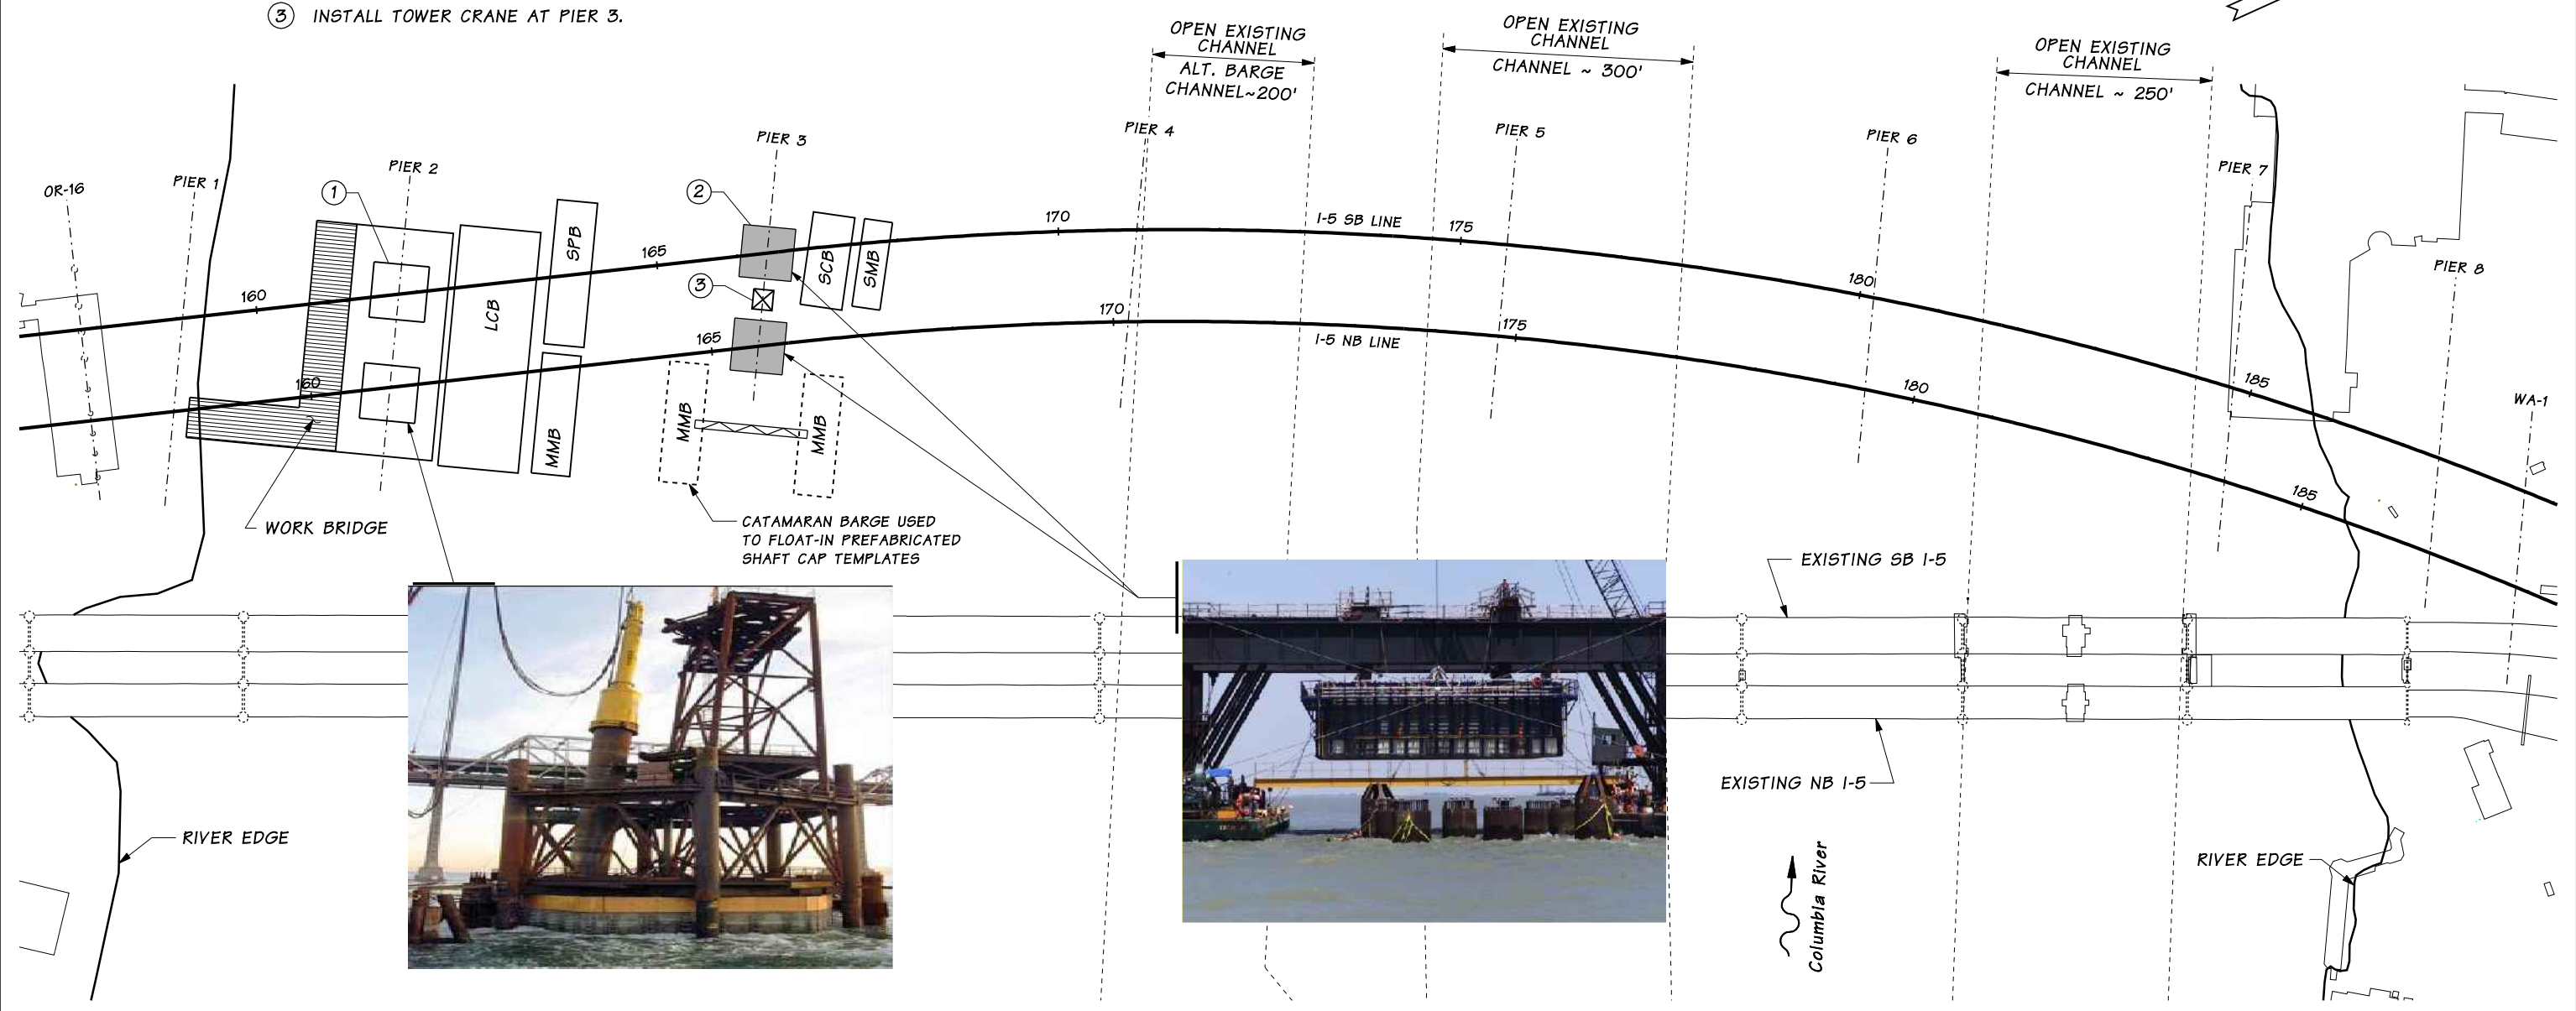 3 INSTALL TOWER CRANE AT PIER 3.
OPEN EXISTING
CHANNEL
ALT. BARGE
CHANNEL~200'
OPEN EXISTING
CHANNEL
CHANNEL ~ 300'
OPEN EXISTING
CHANNEL
CHANNEL ~ 250'
OR-16
PIER 1
PIER 2
PIER 3
PIER 4
PIER 5
PIER 6
PIER 7
PIER 8
WA-1
1
2
3
SPB
LCB
MMB
SCB
SMB
MMB
MMB
160
165
170
I-5 SB LINE
175
180
185
160
165
170
I-5 NB LINE
175
180
185
WORK BRIDGE
CATAMARAN BARGE USED
TO FLOAT-IN PREFABRICATED
SHAFT CAP TEMPLATES
EXISTING SB I-5
EXISTING NB I-5
RIVER EDGE
Columbia River
RIVER EDGE